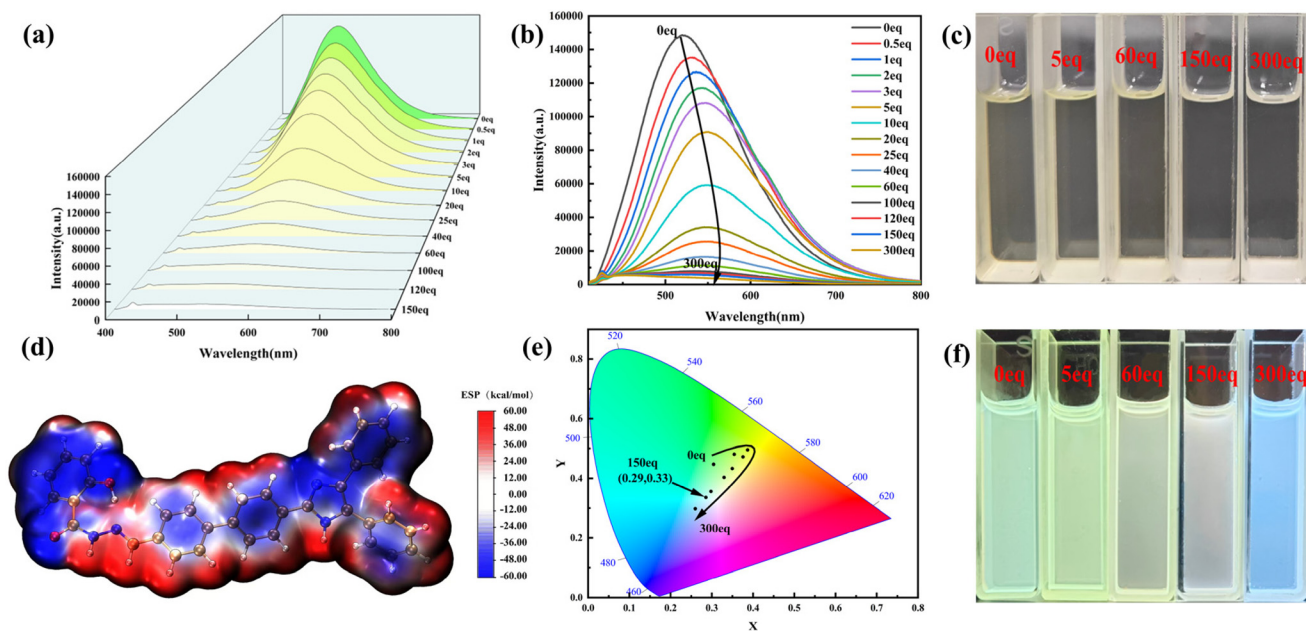 (a)
160000
140000
120000
100000
80000
60000
40000
20000
0
Intensity(a.u.)
400
500
600
700
800
Wavelength(nm)
0eq
0.5eq
1eq
2eq
3eq
5eq
10eq
20eq
25eq
40eq
60eq
100eq
120eq
150eq
(b)
160000
140000
120000
100000
80000
60000
40000
20000
0
Intensity(a.u.)
500
600
700
800
Wavelength(nm)
0eq
300eq
0eq
0.5eq
1eq
2eq
3eq
5eq
10eq
20eq
25eq
40eq
60eq
100eq
120eq
150eq
300eq
(c)
0eq 5eq 60eq 150eq 300eq
(d)
ESP (kcal/mol)
60.00
48.00
36.00
24.00
12.00
0.00
-12.00
-24.00
-36.00
-48.00
-60.00
(e)
0.8
0.6
0.4
0.2
0.0
Y
0.0 0.1 0.2 0.3 0.4 0.5 0.6 0.7 0.8
X
520
540
560
500
580
600
620
480
460
0eq
150eq
(0.29,0.33)
300eq
(f)
0eq 5eq 60eq 150eq 300eq